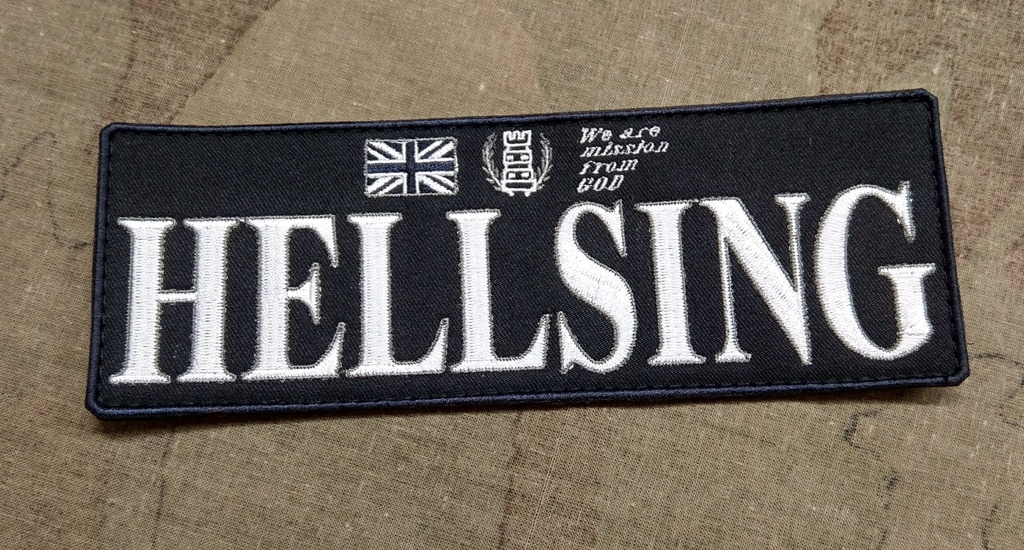 We are
mission
from
GOD
HELLSING